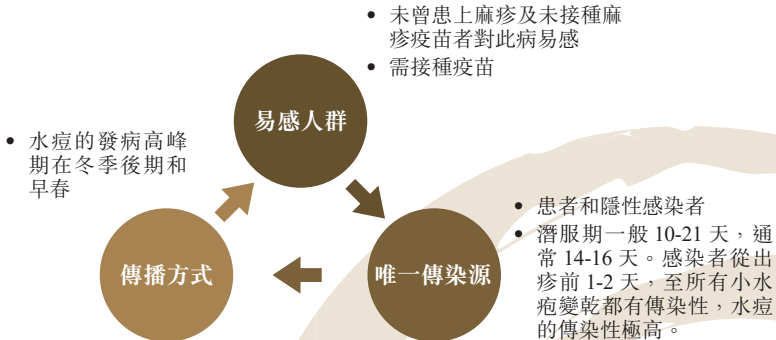 • 未曾患上麻疹及未接種麻
疹疫苗者對此病易感
• 需接種疫苗
易感人群
• 水痘的發病高峰
期在冬季後期和
早春
• 患者和隱性感染者
• 潛服期一般 10-21 天，通
常 14-16 天。感染者從出
疹前 1-2 天，至所有小水
疱變乾都有傳染性，水痘
的傳染性極高。
傳播方式
唯一傳染源